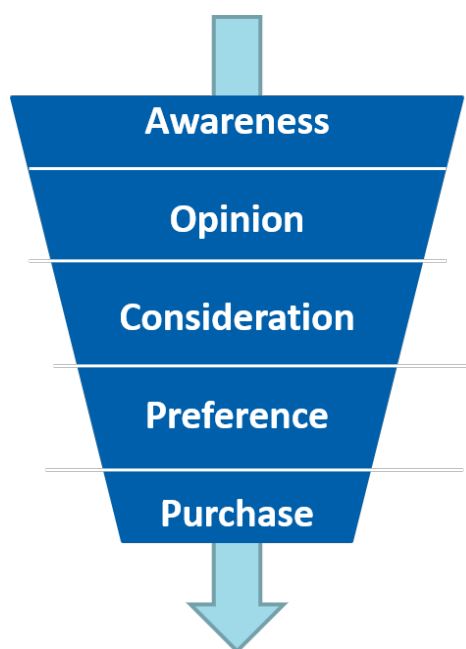 Awareness
Opinion
Consideration
Preference
Purchase